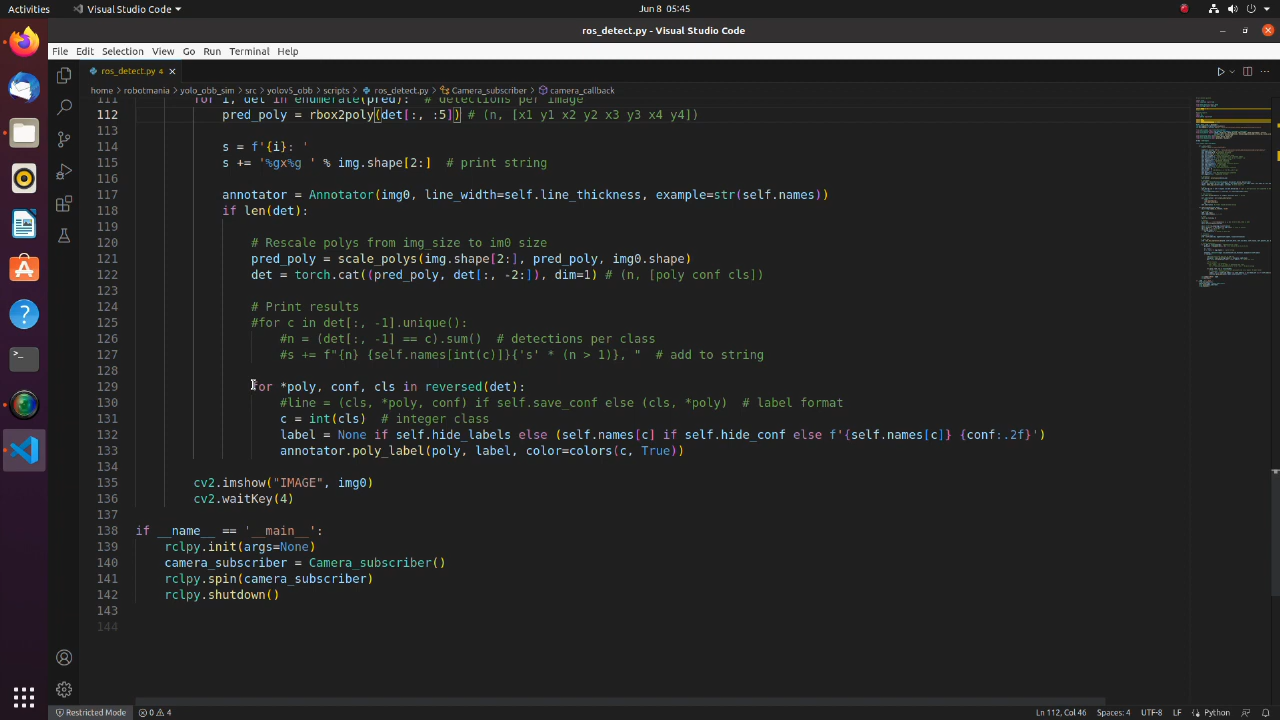 Activities
Visual Studio Code
Jun 8 05:45
ros_detect.py - Visual Studio Code
File Edit Selection View Go Run Terminal Help
ros_detect.py 4
home > robotmania > yolo_obb_sim > src > yolov5_obb > scripts > ros_detect.py > Camera_subscriber > camera_callback
111 for i, det in enumerate(pred): # detections per image
112 pred_poly = rbox2poly(det[:, :5]) # (n, [x1 y1 x2 y2 x3 y3 x4 y4])
113
114 s = f'{i}: '
115 s += '%gx%g ' % img.shape[2:] # print string
116
117 annotator = Annotator(img0, line_width=self.line_thickness, example=str(self.names))
118 if len(det):
119
120 # Rescale polys from img_size to im0 size
121 pred_poly = scale_polys(img.shape[2:], pred_poly, img0.shape)
122 det = torch.cat((pred_poly, det[:, -2:]), dim=1) # (n, [poly conf cls])
123
124 # Print results
125 #for c in det[:, -1].unique():
126 #n = (det[:, -1] == c).sum() # detections per class
127 #s += f"{n} {self.names[int(c)]}{'s' * (n > 1)}, " # add to string
128
129 for *poly, conf, cls in reversed(det):
130 #line = (cls, *poly, conf) if self.save_conf else (cls, *poly) # label format
131 c = int(cls) # integer class
132 label = None if self.hide_labels else (self.names[c] if self.hide_conf else f'{self.names[c]} {conf:.2f}')
133 annotator.poly_label(poly, label, color=colors(c, True))
134
135 cv2.imshow("IMAGE", img0)
136 cv2.waitKey(4)
137
138 if __name__ == '__main__':
139 rclpy.init(args=None)
140 camera_subscriber = Camera_subscriber()
141 rclpy.spin(camera_subscriber)
142 rclpy.shutdown()
143
144
Restricted Mode 0 4 Ln 112, Col 46 Spaces: 4 UTF-8 LF Python